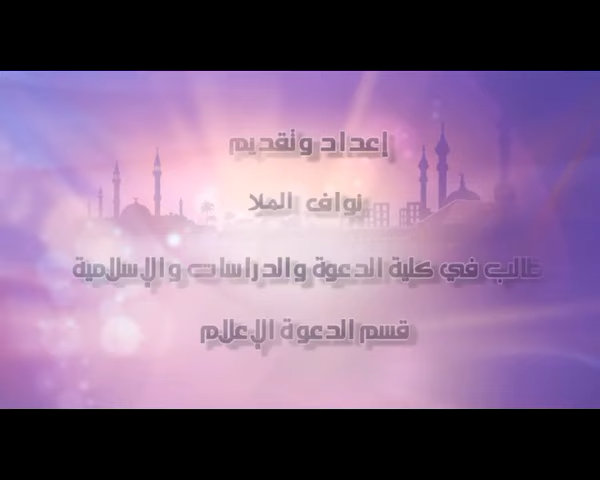 إعداد وتقديم
نواف الملا
طالب في كلية الدعوة والدراسات والإسلامية
قسم الدعوة الإعلام